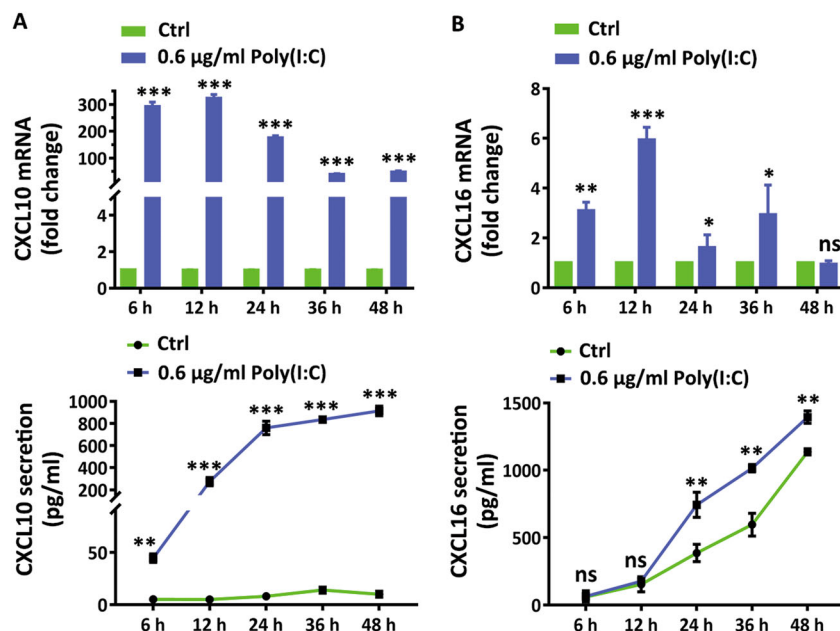 A
Ctrl
0.6 μg/ml Poly(I:C)
CXCL10 mRNA
(fold change)
300
200
100
4
2
0
***
***
***
***
***
6 h
12 h
24 h
36 h
48 h
B
Ctrl
0.6 μg/ml Poly(I:C)
CXCL16 mRNA
(fold change)
8
6
4
2
0
**
***
*
*
ns
6 h
12 h
24 h
36 h
48 h
Ctrl
0.6 μg/ml Poly(I:C)
CXCL10 secretion
(pg/ml)
1000
800
600
400
200
50
0
**
***
***
***
***
6 h
12 h
24 h
36 h
48 h
Ctrl
0.6 μg/ml Poly(I:C)
CXCL16 secretion
(pg/ml)
1500
1000
500
0
ns
ns
**
**
**
6 h
12 h
24 h
36 h
48 h